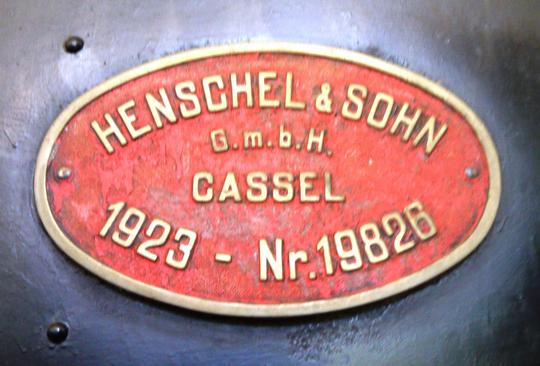 HENSCHEL & SOHN
G.m.b.H.
CASSEL
1923 - Nr.19826